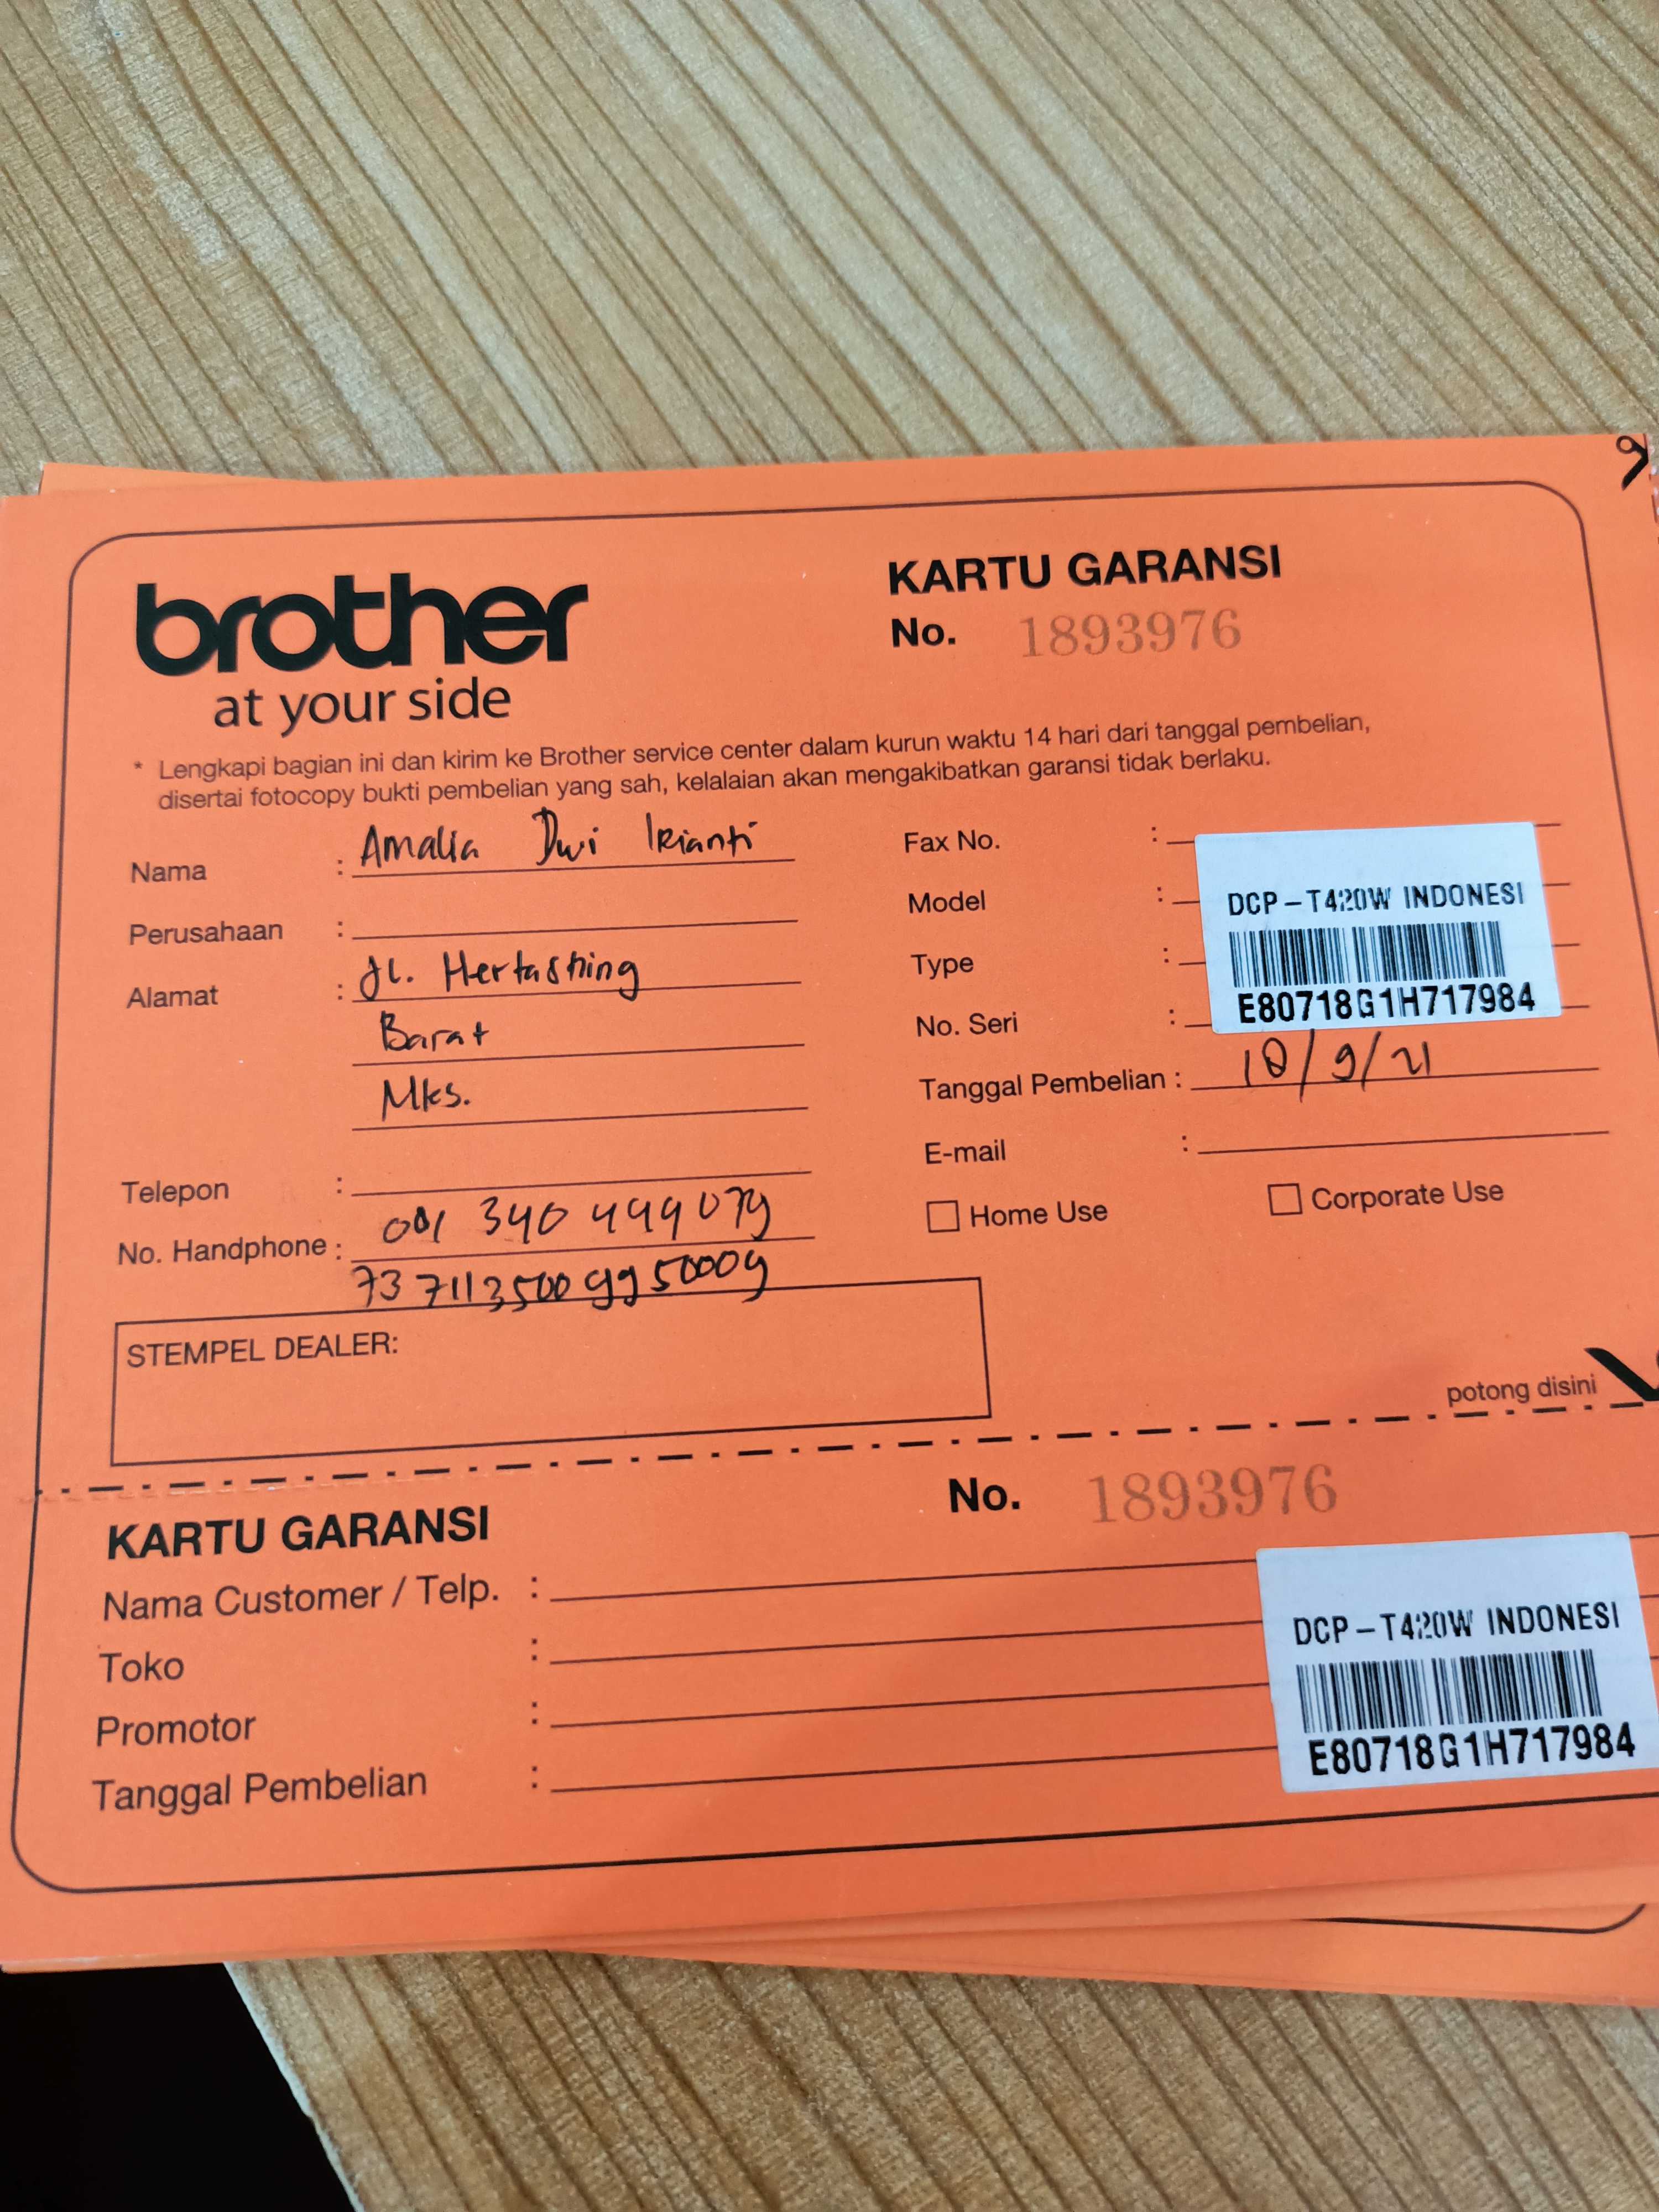 brother
at your side
KARTU GARANSI
No. 1893976
* Lengkapi bagian ini dan kirim ke Brother service center dalam kurun waktu 14 hari dari tanggal pembelian,
disertai fotocopy bukti pembelian yang sah, kelalaian akan mengakibatkan garansi tidak berlaku.
Nama : Amalia Dwi Irianti
Perusahaan :
Alamat : Jl. Hertasning
Barat
Mks.
Telepon :
No. Handphone : 081 340 499 079
STEMPEL DEALER:
Fax No. :
Model :
Type :
No. Seri :
DCP-T420W INDONESI
E80718G1H717984
Tanggal Pembelian : 18/9/21
E-mail :
Home Use
Corporate Use
potong disini
KARTU GARANSI
No. 1893976
Nama Customer / Telp. :
Toko :
Promotor :
Tanggal Pembelian :
DCP-T420W INDONESI
E80718G1H717984